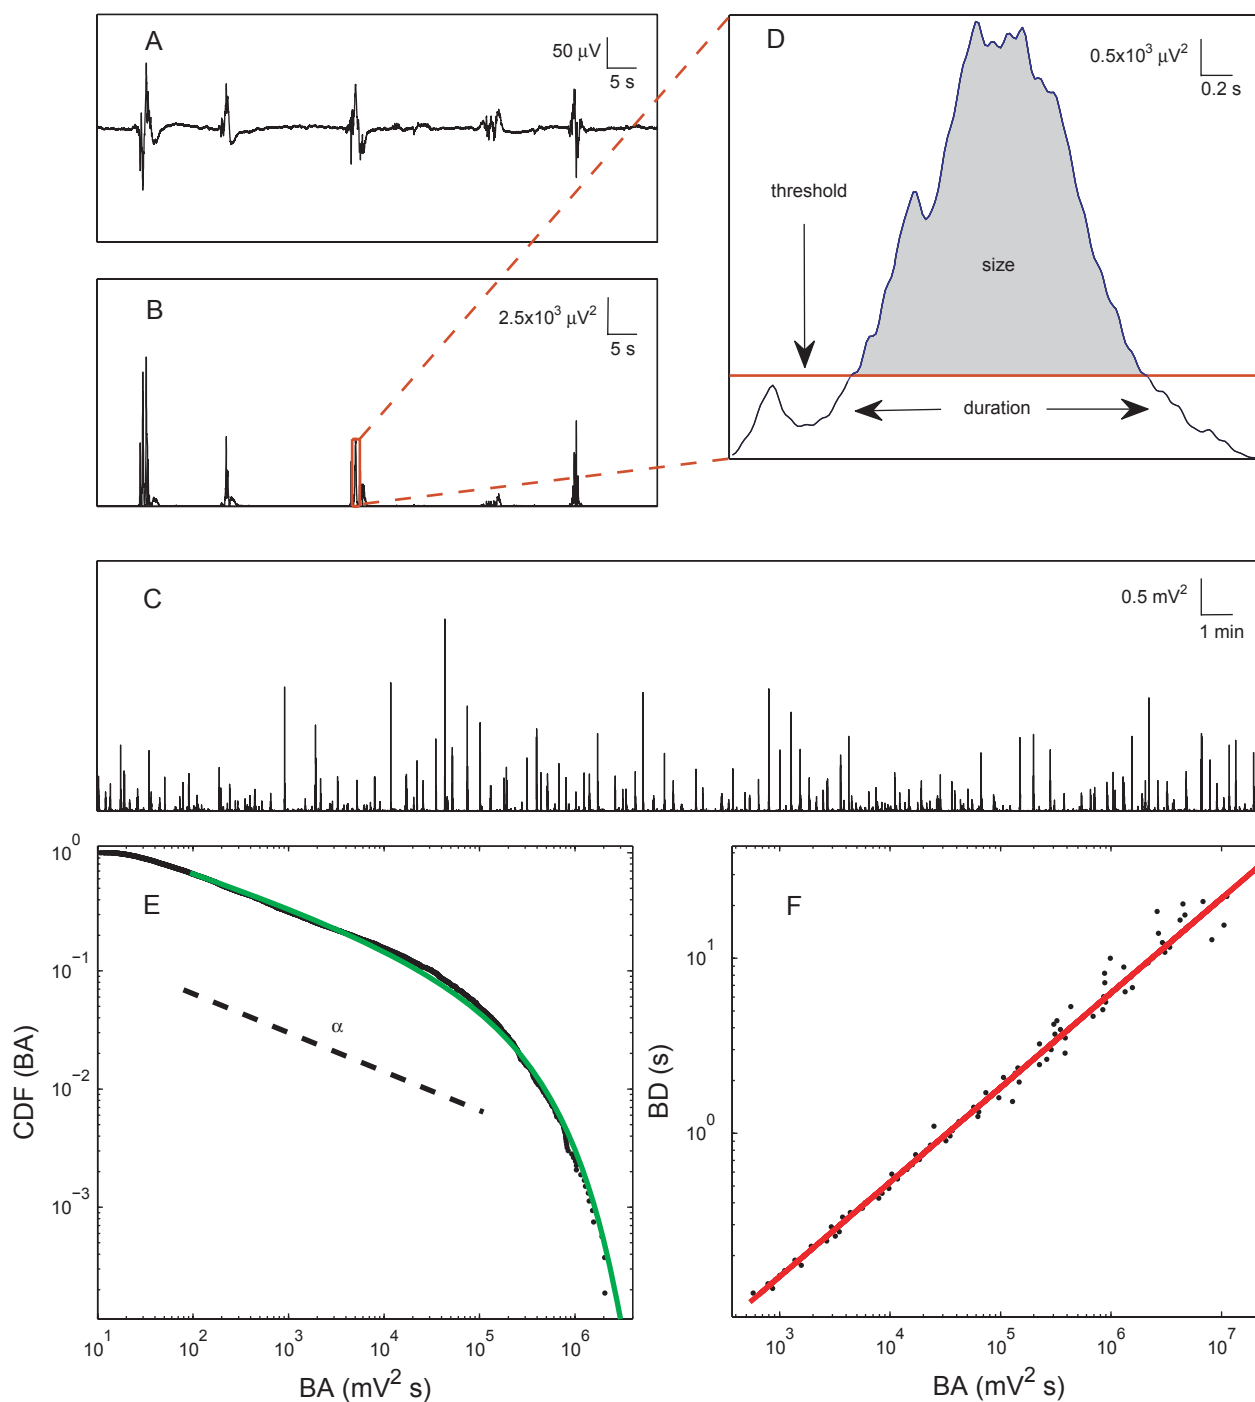 A
50 μV
5 s
B
2.5x10³ μV²
5 s
D
0.5x10³ μV²
0.2 s
threshold
size
duration
C
0.5 mV²
1 min
E
α
10⁰
10⁻¹
10⁻²
10⁻³
CDF (BA)
10¹ 10² 10³ 10⁴ 10⁵ 10⁶
BA (mV² s)
F
10¹
10⁰
BD (s)
10³ 10⁴ 10⁵ 10⁶ 10⁷
BA (mV² s)